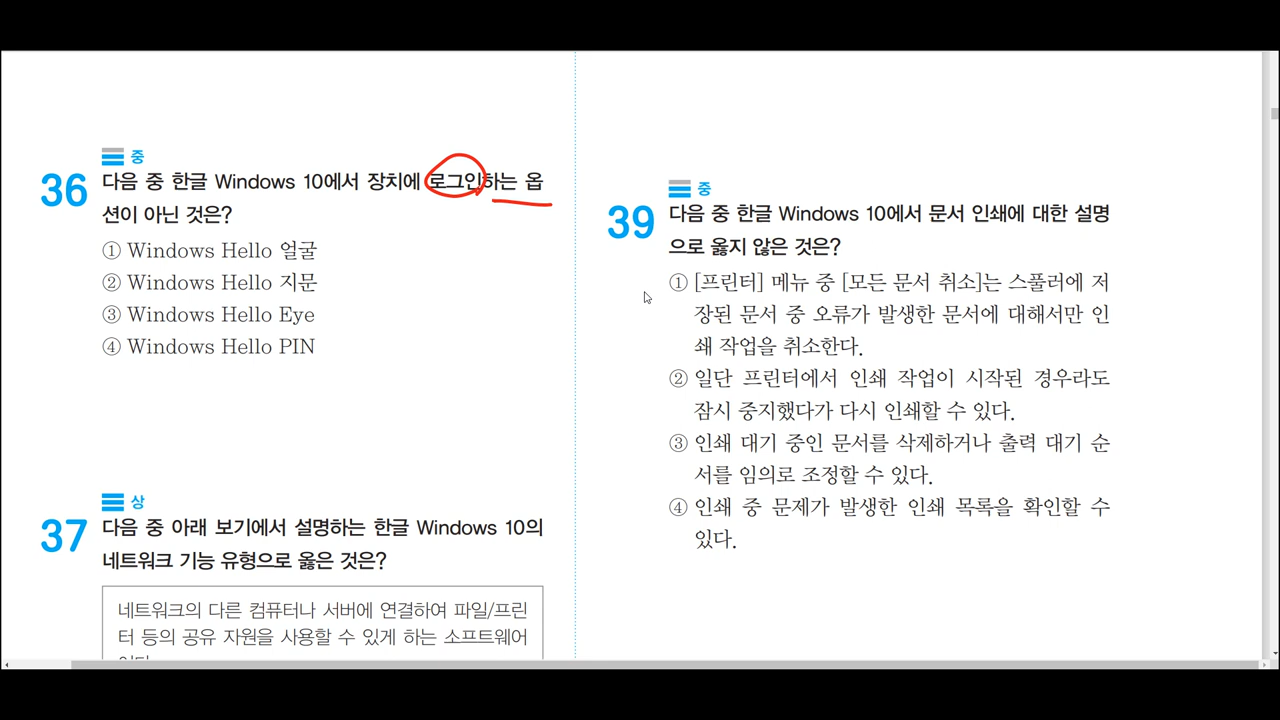 중
36
다음 중 한글 Windows 10에서 장치에 로그인하는 옵
션이 아닌 것은?
① Windows Hello 얼굴
② Windows Hello 지문
③ Windows Hello Eye
④ Windows Hello PIN
상
37
다음 중 아래 보기에서 설명하는 한글 Windows 10의
네트워크 기능 유형으로 옳은 것은?
네트워크의 다른 컴퓨터나 서버에 연결하여 파일/프린
터 등의 공유 자원을 사용할 수 있게 하는 소프트웨어
중
39
다음 중 한글 Windows 10에서 문서 인쇄에 대한 설명
으로 옳지 않은 것은?
① [프린터] 메뉴 중 [모든 문서 취소]는 스풀러에 저
장된 문서 중 오류가 발생한 문서에 대해서만 인
쇄 작업을 취소한다.
② 일단 프린터에서 인쇄 작업이 시작된 경우라도
잠시 중지했다가 다시 인쇄할 수 있다.
③ 인쇄 대기 중인 문서를 삭제하거나 출력 대기 순
서를 임의로 조정할 수 있다.
④ 인쇄 중 문제가 발생한 인쇄 목록을 확인할 수
있다.